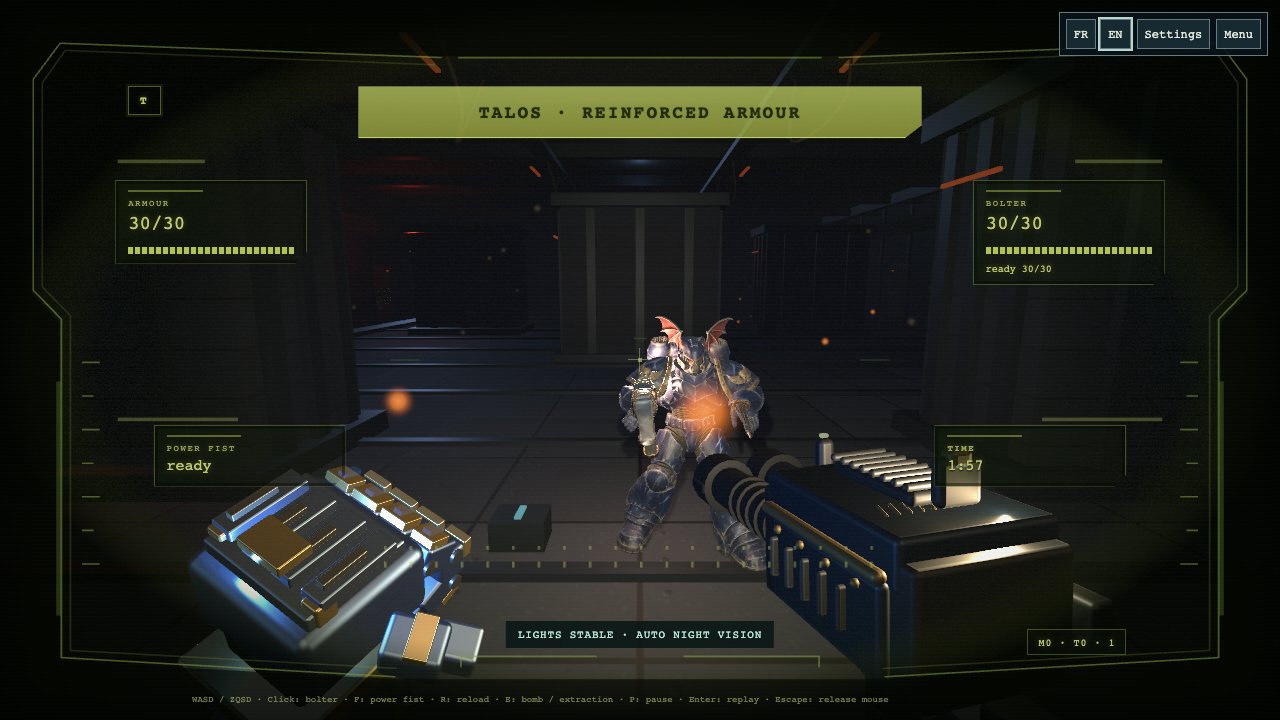 FR EN Settings Menu
T
TALOS · REINFORCED ARMOUR
ARMOUR
30/30
BOLTER
30/30
ready 30/30
POWER FIST
ready
TIME
1:57
LIGHTS STABLE · AUTO NIGHT VISION
M0 · T0 · 1
WASD / ZQSD · Click: bolter · F: power fist · R: reload · E: bomb / extraction · P: pause · Enter: replay · Escape: release mouse